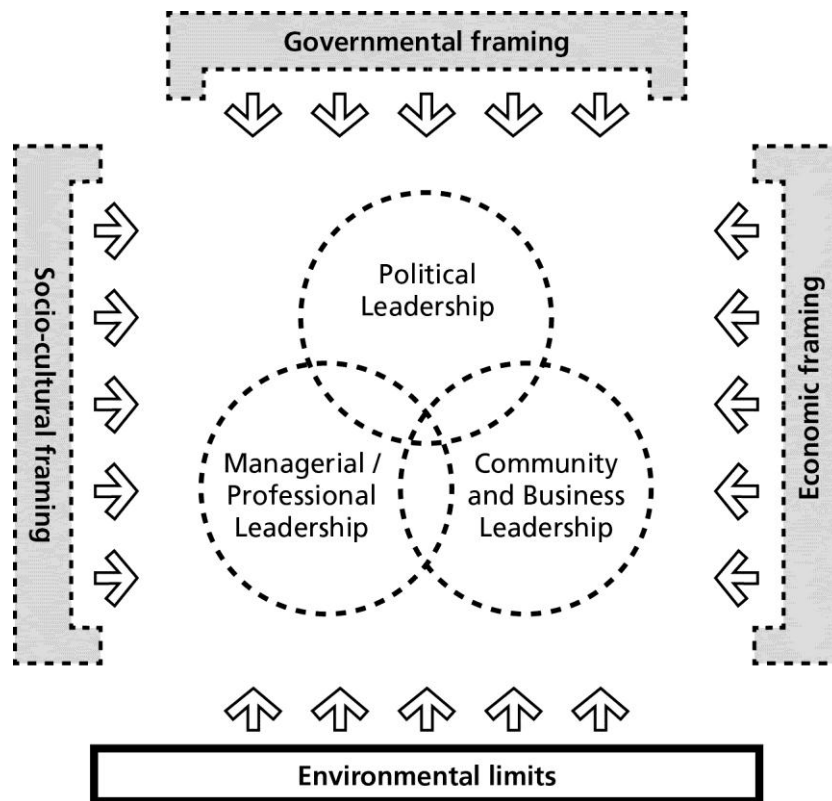 Governmental framing
Socio-cultural framing
Economic framing
Political
Leadership
Managerial /
Professional
Leadership
Community
and Business
Leadership
Environmental limits